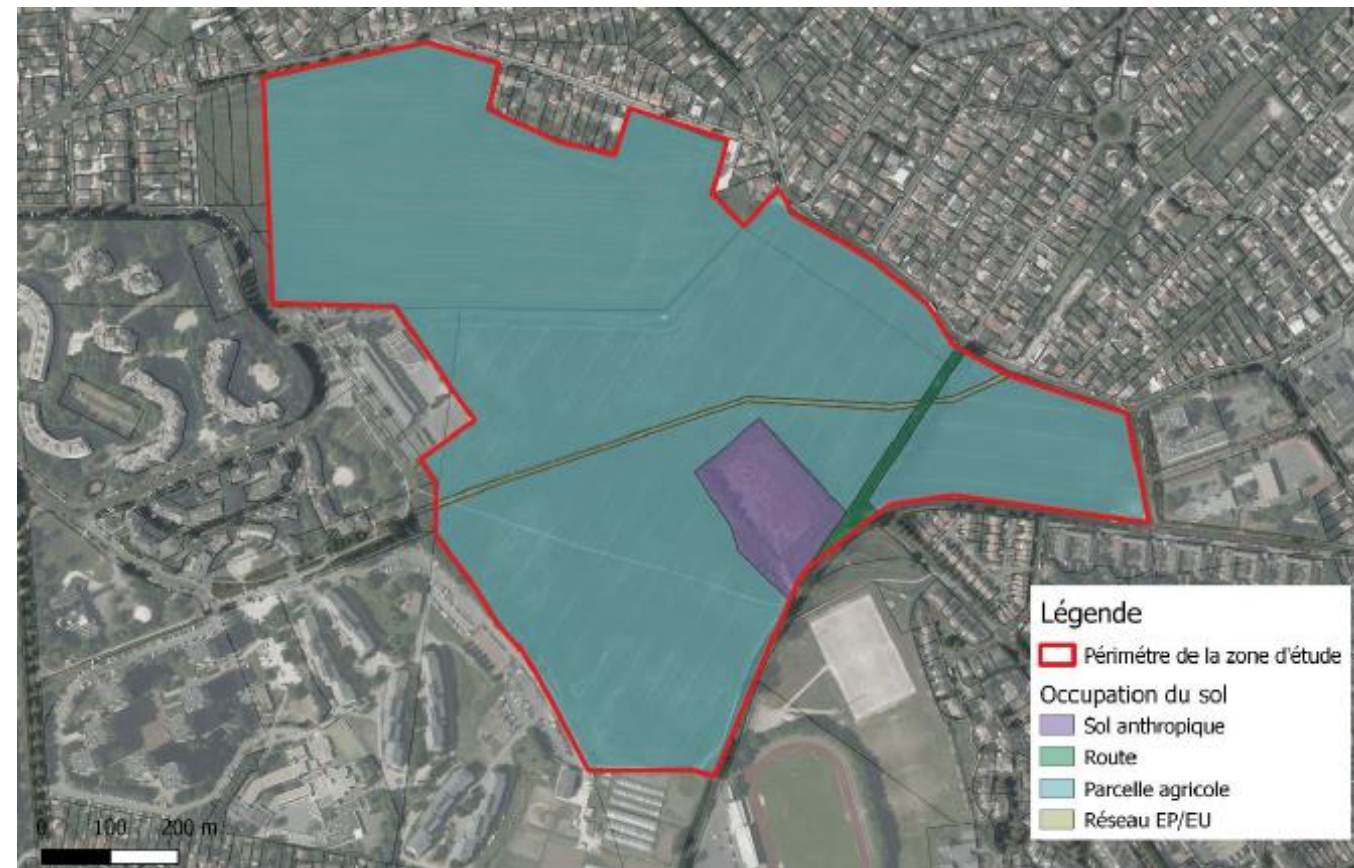 Légende
Périmétre de la zone d'étude
Occupation du sol
Sol anthropique
Route
Parcelle agricole
Réseau EP/EU
0 100 200 m